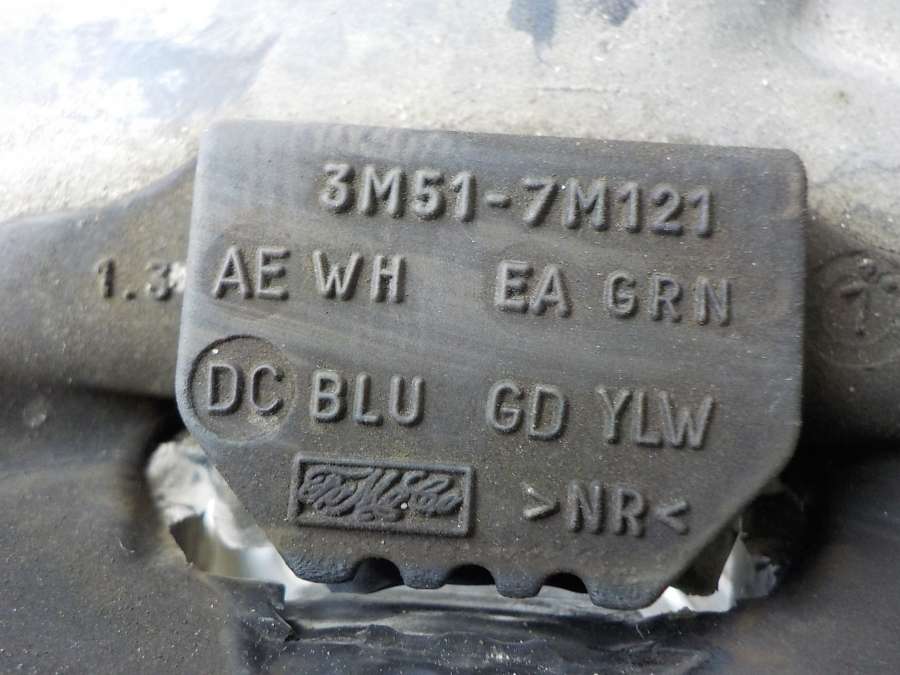 3M51-7M121
AE WH EA GRN
1.3
DC BLU GD YLW
>NR<